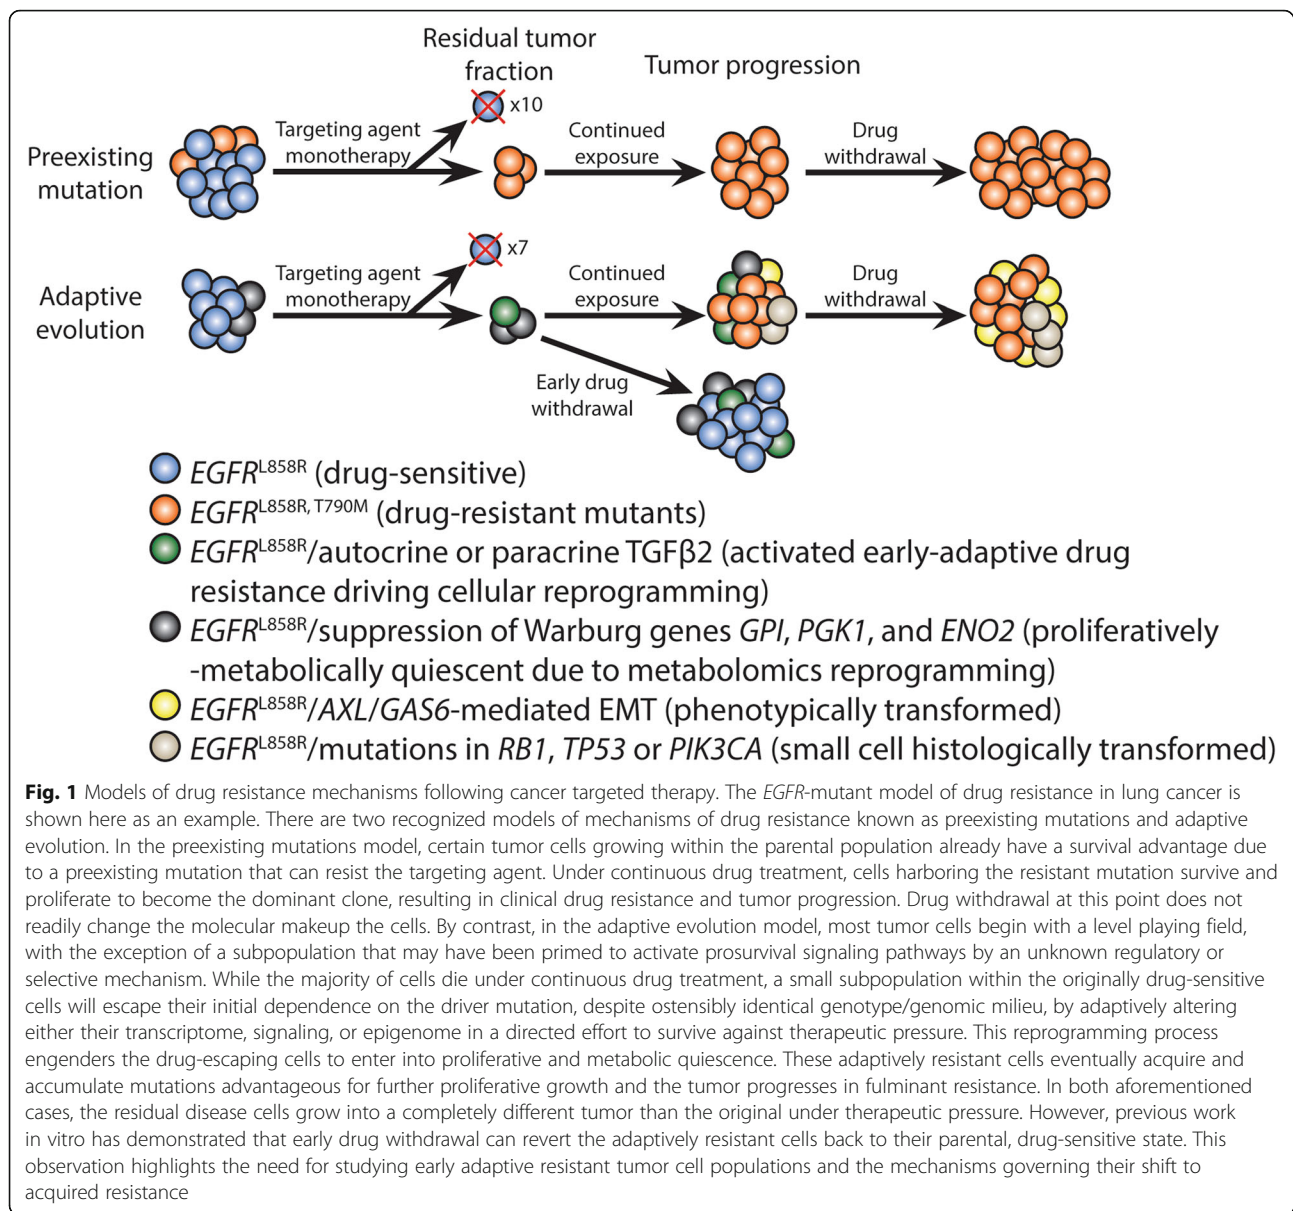 Residual tumor
fraction
Tumor progression
x10
Preexisting
mutation
Targeting agent
monotherapy
Continued
exposure
Drug
withdrawal
x7
Adaptive
evolution
Targeting agent
monotherapy
Continued
exposure
Drug
withdrawal
Early drug
withdrawal
EGFR^L858R (drug-sensitive)
EGFR^L858R, T790M (drug-resistant mutants)
EGFR^L858R/autocrine or paracrine TGFβ2 (activated early-adaptive drug
resistance driving cellular reprogramming)
EGFR^L858R/suppression of Warburg genes GPI, PGK1, and ENO2 (proliferatively
-metabolically quiescent due to metabolomics reprogramming)
EGFR^L858R/AXL/GAS6-mediated EMT (phenotypically transformed)
EGFR^L858R/mutations in RB1, TP53 or PIK3CA (small cell histologically transformed)
Fig. 1 Models of drug resistance mechanisms following cancer targeted therapy. The EGFR-mutant model of drug resistance in lung cancer is
shown here as an example. There are two recognized models of mechanisms of drug resistance known as preexisting mutations and adaptive
evolution. In the preexisting mutations model, certain tumor cells growing within the parental population already have a survival advantage due
to a preexisting mutation that can resist the targeting agent. Under continuous drug treatment, cells harboring the resistant mutation survive and
proliferate to become the dominant clone, resulting in clinical drug resistance and tumor progression. Drug withdrawal at this point does not
readily change the molecular makeup the cells. By contrast, in the adaptive evolution model, most tumor cells begin with a level playing field,
with the exception of a subpopulation that may have been primed to activate prosurvival signaling pathways by an unknown regulatory or
selective mechanism. While the majority of cells die under continuous drug treatment, a small subpopulation within the originally drug-sensitive
cells will escape their initial dependence on the driver mutation, despite ostensibly identical genotype/genomic milieu, by adaptively altering
either their transcriptome, signaling, or epigenome in a directed effort to survive against therapeutic pressure. This reprogramming process
engenders the drug-escaping cells to enter into proliferative and metabolic quiescence. These adaptively resistant cells eventually acquire and
accumulate mutations advantageous for further proliferative growth and the tumor progresses in fulminant resistance. In both aforementioned
cases, the residual disease cells grow into a completely different tumor than the original under therapeutic pressure. However, previous work
in vitro has demonstrated that early drug withdrawal can revert the adaptively resistant cells back to their parental, drug-sensitive state. This
observation highlights the need for studying early adaptive resistant tumor cell populations and the mechanisms governing their shift to
acquired resistance